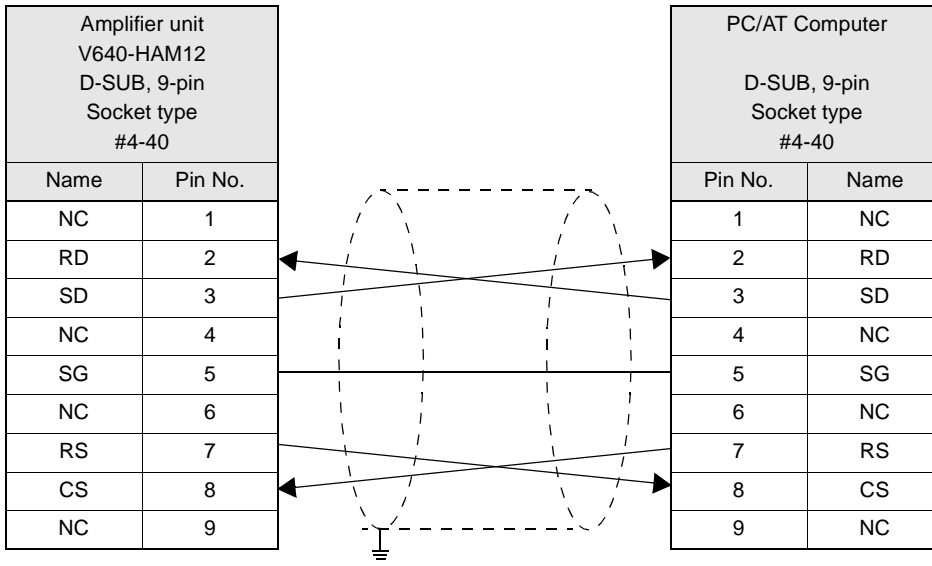 Amplifier unit
V640-HAM12
D-SUB, 9-pin
Socket type
#4-40
Name Pin No.
NC 1
RD 2
SD 3
NC 4
SG 5
NC 6
RS 7
CS 8
NC 9
PC/AT Computer
D-SUB, 9-pin
Socket type
#4-40
Pin No. Name
1 NC
2 RD
3 SD
4 NC
5 SG
6 NC
7 RS
8 CS
9 NC